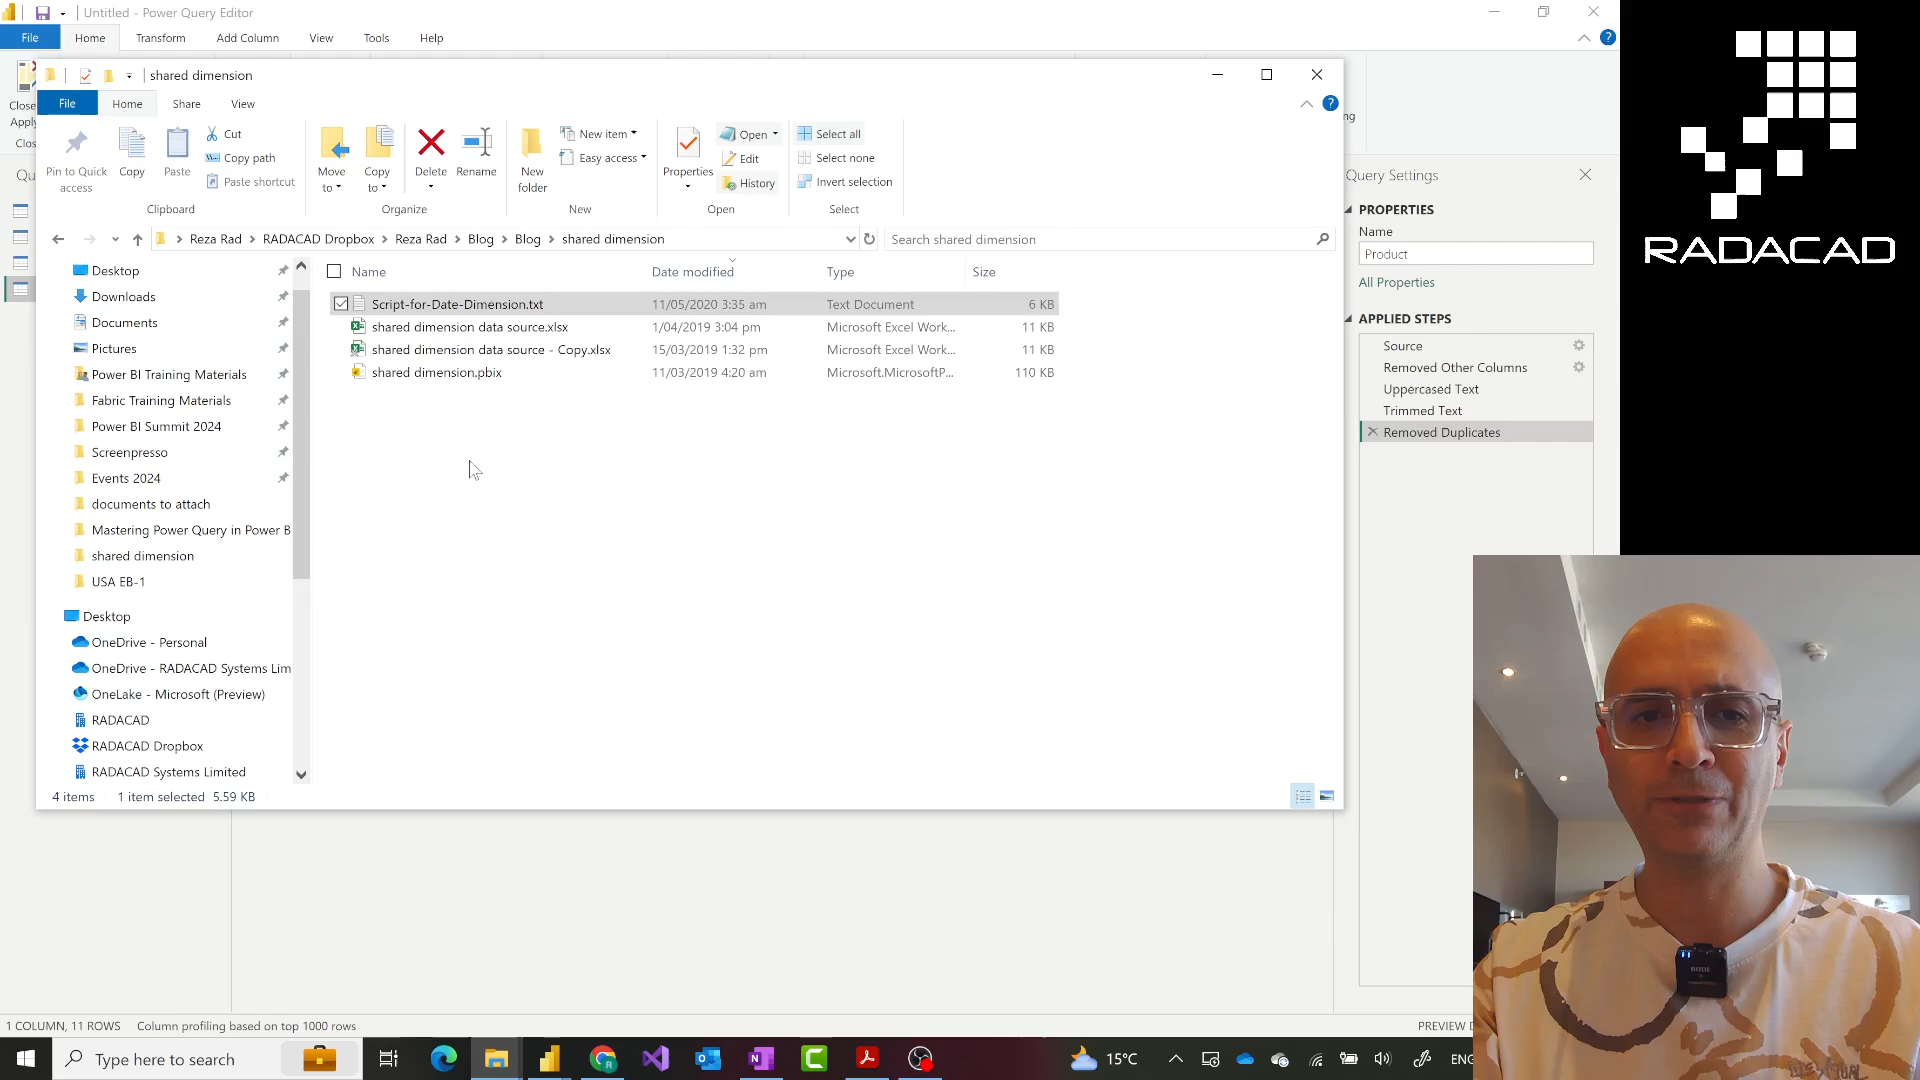 Untitled - Power Query Editor
File Home Transform Add Column View Tools Help
shared dimension
File Home Share View
Close
Apply
Clos
Pin to Quick access
Copy
Paste
Cut
Copy path
Paste shortcut
Clipboard
Move to
Copy to
Delete
Rename
Organize
New folder
New item
Easy access
New
Properties
Open
Edit
History
Open
Select all
Select none
Invert selection
Select
ng
Reza Rad RADACAD Dropbox Reza Rad Blog Blog shared dimension
Search shared dimension
Qu
Desktop
Downloads
Documents
Pictures
Power BI Training Materials
Fabric Training Materials
Power BI Summit 2024
Screenpresso
Events 2024
documents to attach
Mastering Power Query in Power B
shared dimension
USA EB-1
Desktop
OneDrive - Personal
OneDrive - RADACAD Systems Lim
OneLake - Microsoft (Preview)
RADACAD
RADACAD Dropbox
RADACAD Systems Limited
Name Date modified Type Size
Script-for-Date-Dimension.txt 11/05/2020 3:35 am Text Document 6 KB
shared dimension data source.xlsx 1/04/2019 3:04 pm Microsoft Excel Work... 11 KB
shared dimension data source - Copy.xlsx 15/03/2019 1:32 pm Microsoft Excel Work... 11 KB
shared dimension.pbix 11/03/2019 4:20 am Microsoft.MicrosoftP... 110 KB
4 items 1 item selected 5.59 KB
Query Settings
PROPERTIES
Name
Product
All Properties
APPLIED STEPS
Source
Removed Other Columns
Uppercased Text
Trimmed Text
Removed Duplicates
RADACAD
RØDE
1 COLUMN, 11 ROWS Column profiling based on top 1000 rows
PREVIEW D
Type here to search
15°C
ENG